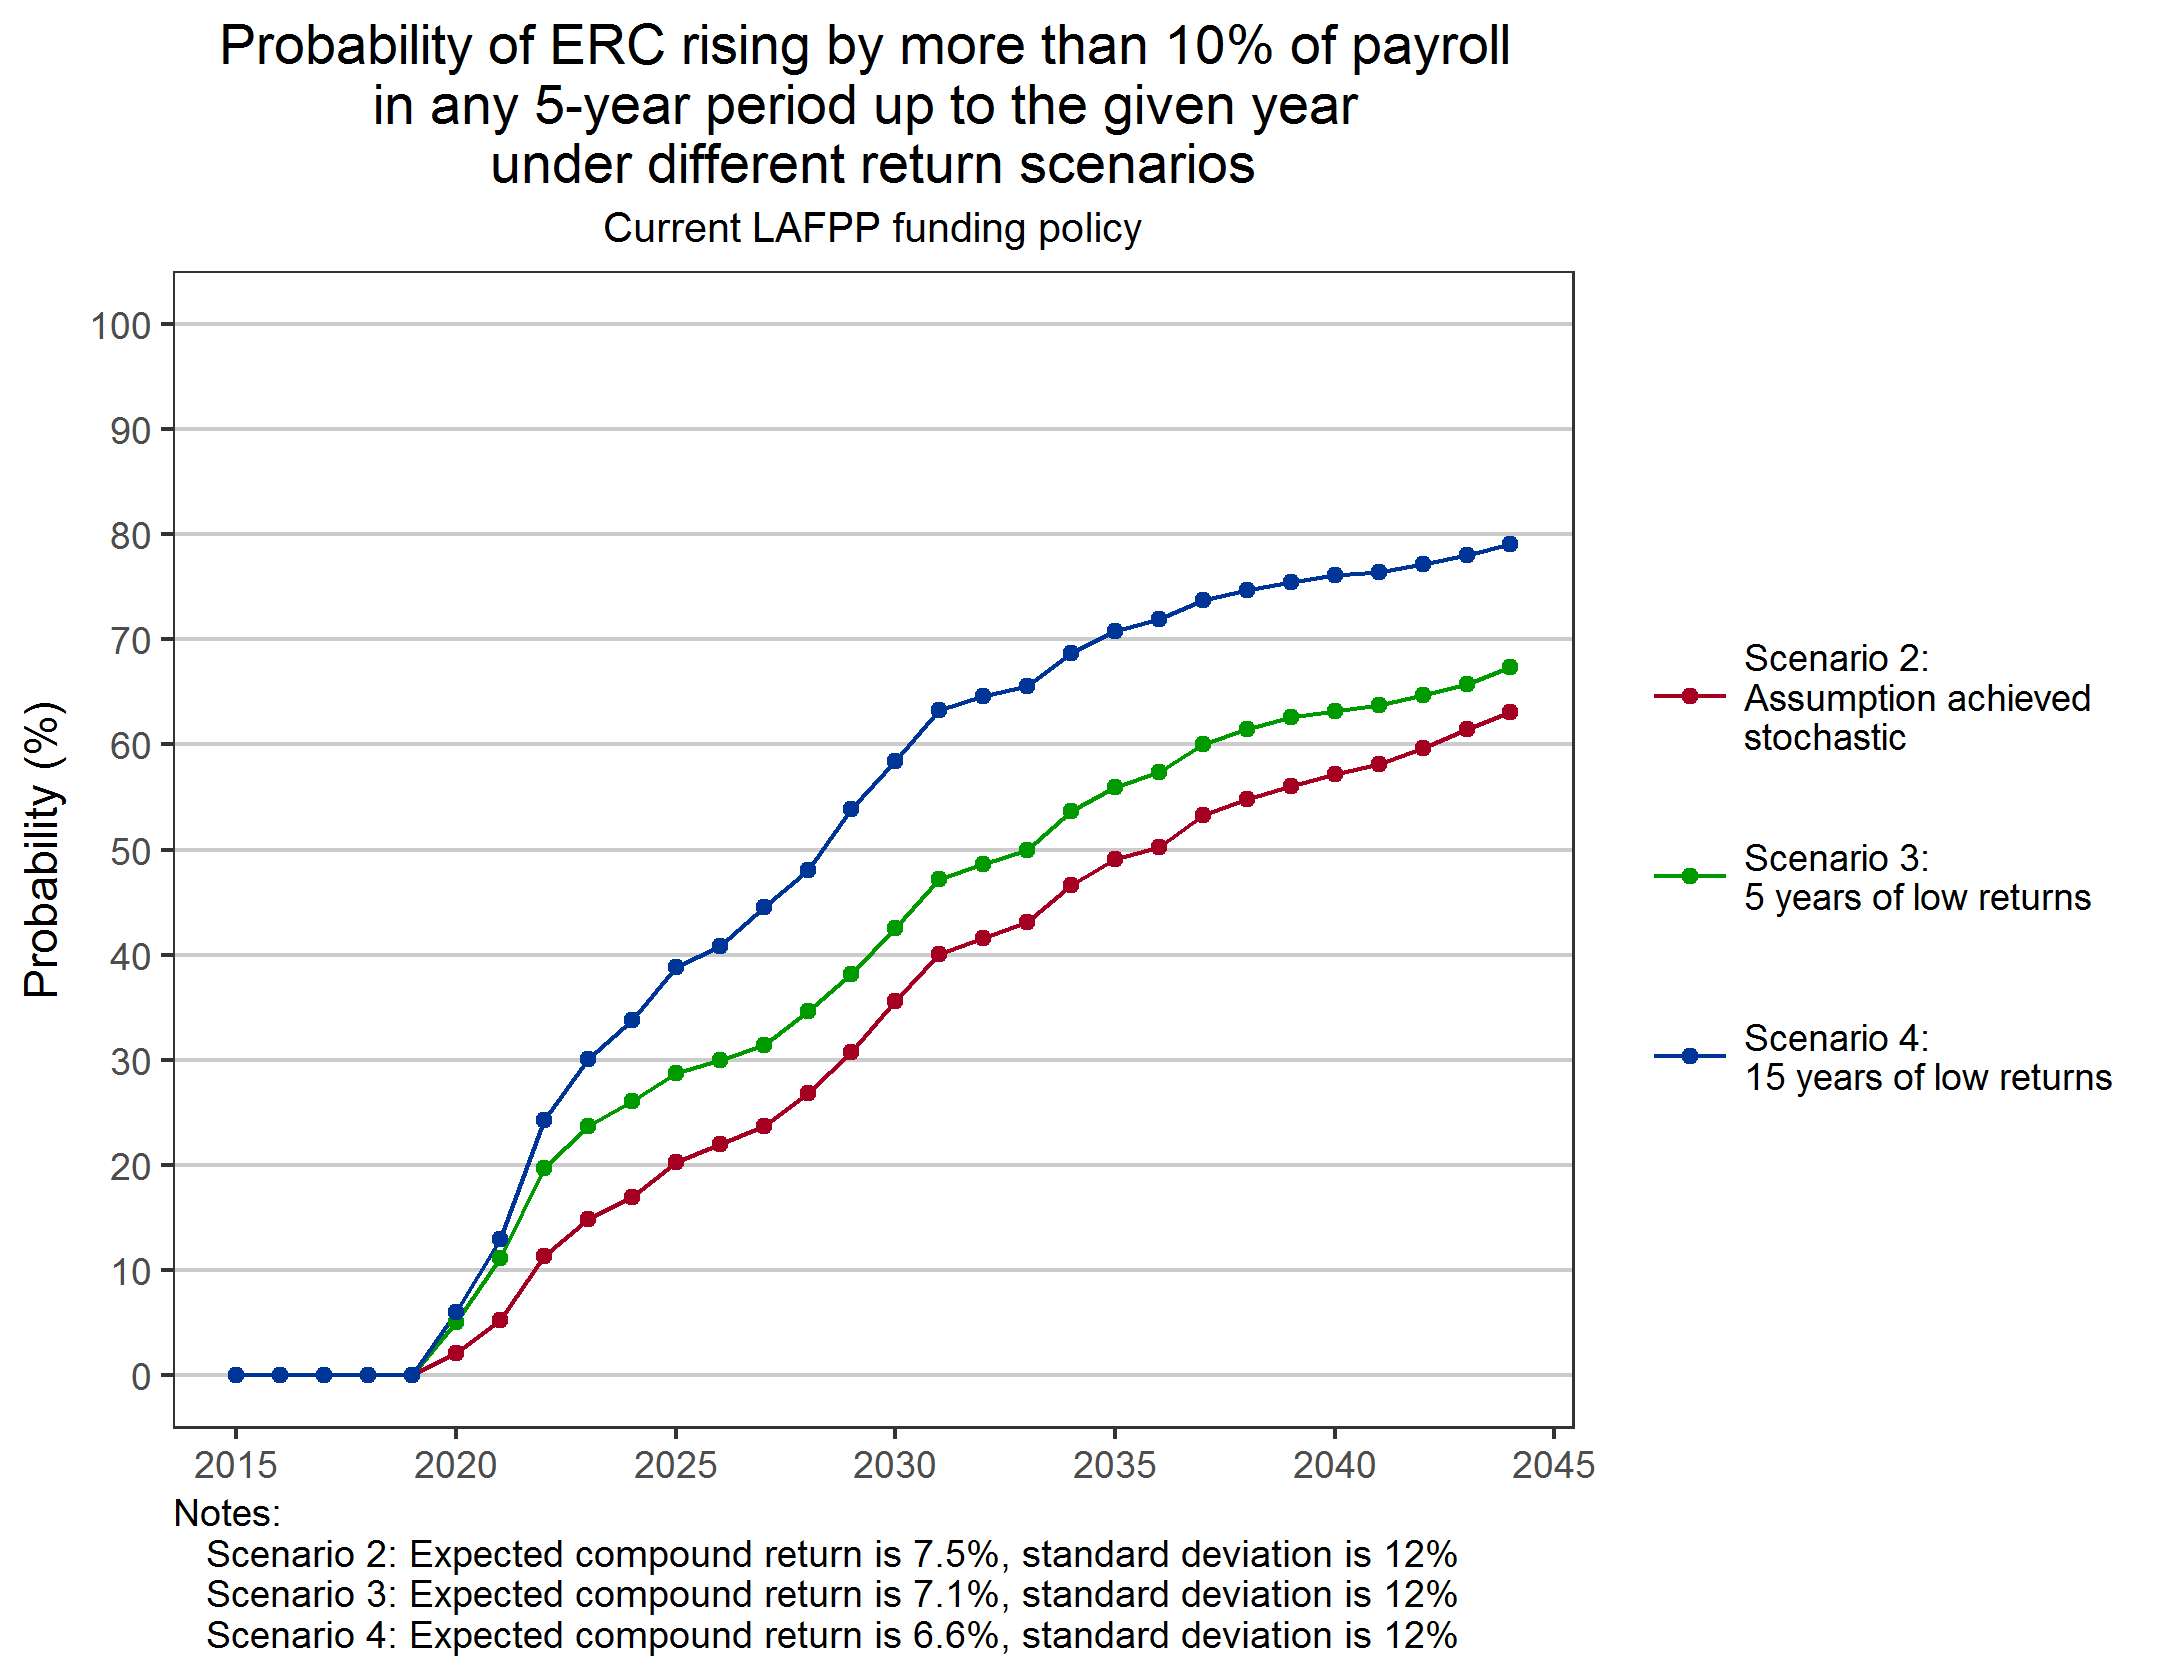 Probability of ERC rising by more than 10% of payroll
in any 5-year period up to the given year
under different return scenarios
Current LAFPP funding policy
Probability (%)
100
90
80
70
60
50
40
30
20
10
0
2015
2020
2025
2030
2035
2040
2045
Scenario 2:
Assumption achieved
stochastic
Scenario 3:
5 years of low returns
Scenario 4:
15 years of low returns
Notes:
Scenario 2: Expected compound return is 7.5%, standard deviation is 12%
Scenario 3: Expected compound return is 7.1%, standard deviation is 12%
Scenario 4: Expected compound return is 6.6%, standard deviation is 12%